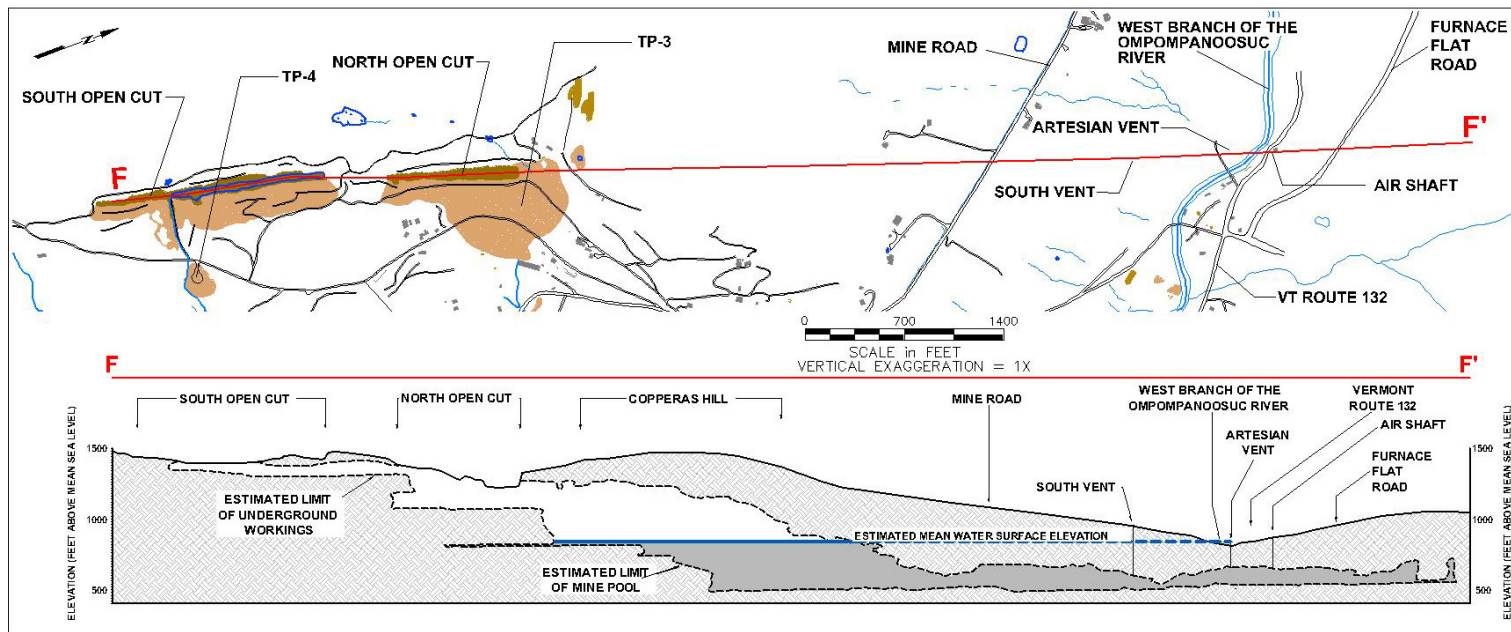 N
SOUTH OPEN CUT
TP-4
NORTH OPEN CUT
TP-3
MINE ROAD
WEST BRANCH OF THE
OMPOMPANOOSUC
RIVER
FURNACE
FLAT
ROAD
ARTESIAN VENT
SOUTH VENT
AIR SHAFT
VT ROUTE 132
F
F'
0
700
1400
SCALE in FEET
VERTICAL EXAGGERATION = 1X
F
F'
SOUTH OPEN CUT
NORTH OPEN CUT
COPPERAS HILL
MINE ROAD
WEST BRANCH OF THE
OMPOMPANOOSUC RIVER
VERMONT
ROUTE 132
AIR SHAFT
ARTESIAN
VENT
FURNACE
FLAT
ROAD
SOUTH VENT
ELEVATION (FEET ABOVE MEAN SEA LEVEL)
1500
1000
500
ESTIMATED LIMIT
OF UNDERGROUND
WORKINGS
ESTIMATED MEAN WATER SURFACE ELEVATION
ESTIMATED LIMIT
OF MINE POOL
1500
1000
500
ELEVATION (FEET ABOVE MEAN SEA LEVEL)